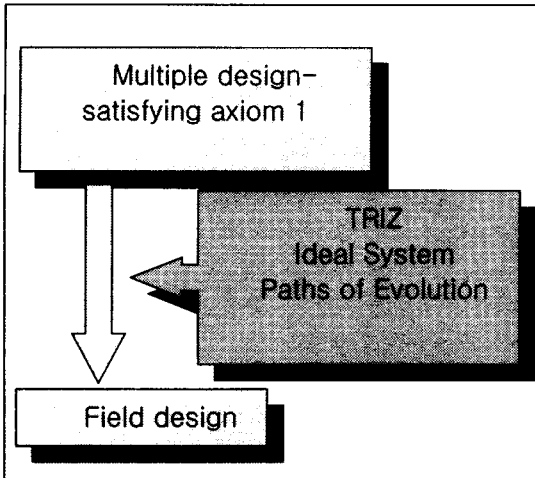 Multiple design-
satisfying axiom 1
TRIZ
Ideal System
Paths of Evolution
Field design